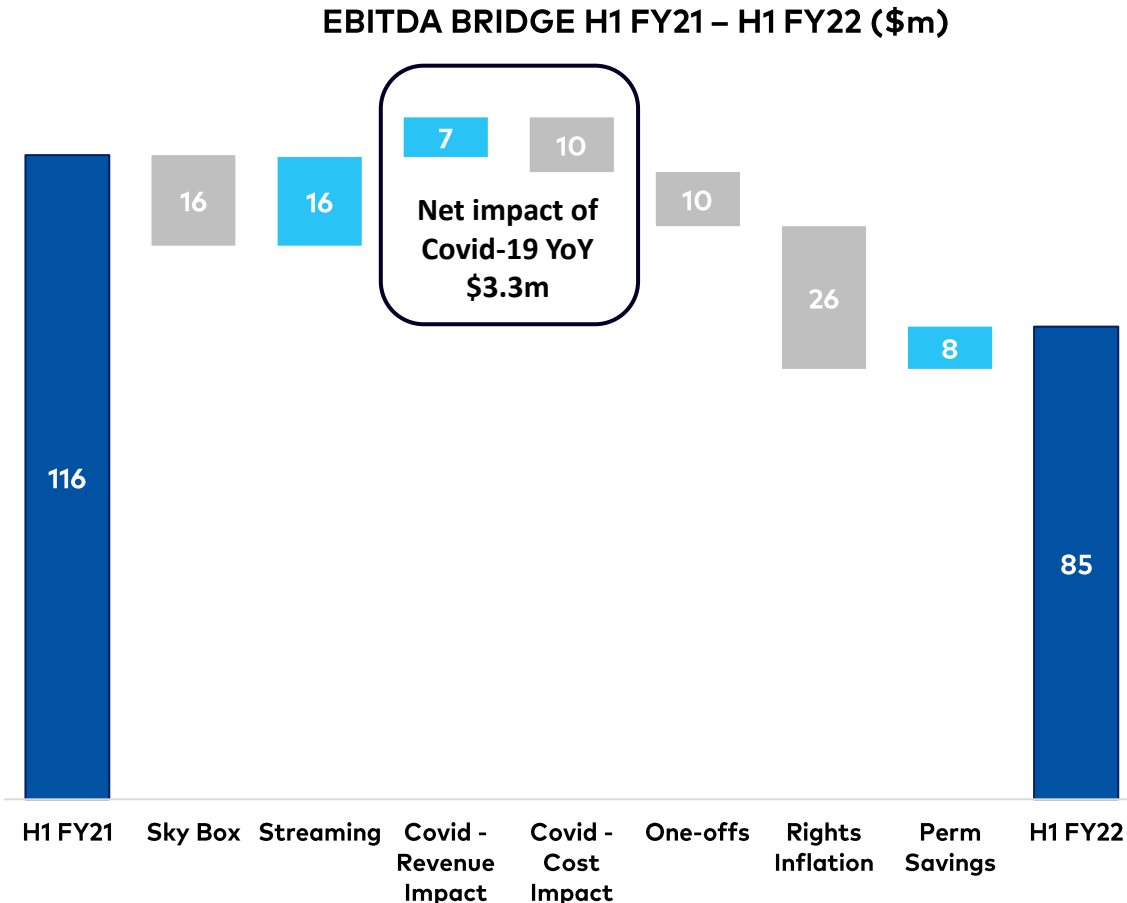 EBITDA BRIDGE H1 FY21 – H1 FY22 ($m)
7
10
16
16
10
Net impact of
Covid-19 YoY
$3.3m
26
8
116
85
H1 FY21
Sky Box
Streaming
Covid -
Revenue
Impact
Covid -
Cost
Impact
One-offs
Rights
Inflation
Perm
Savings
H1 FY22